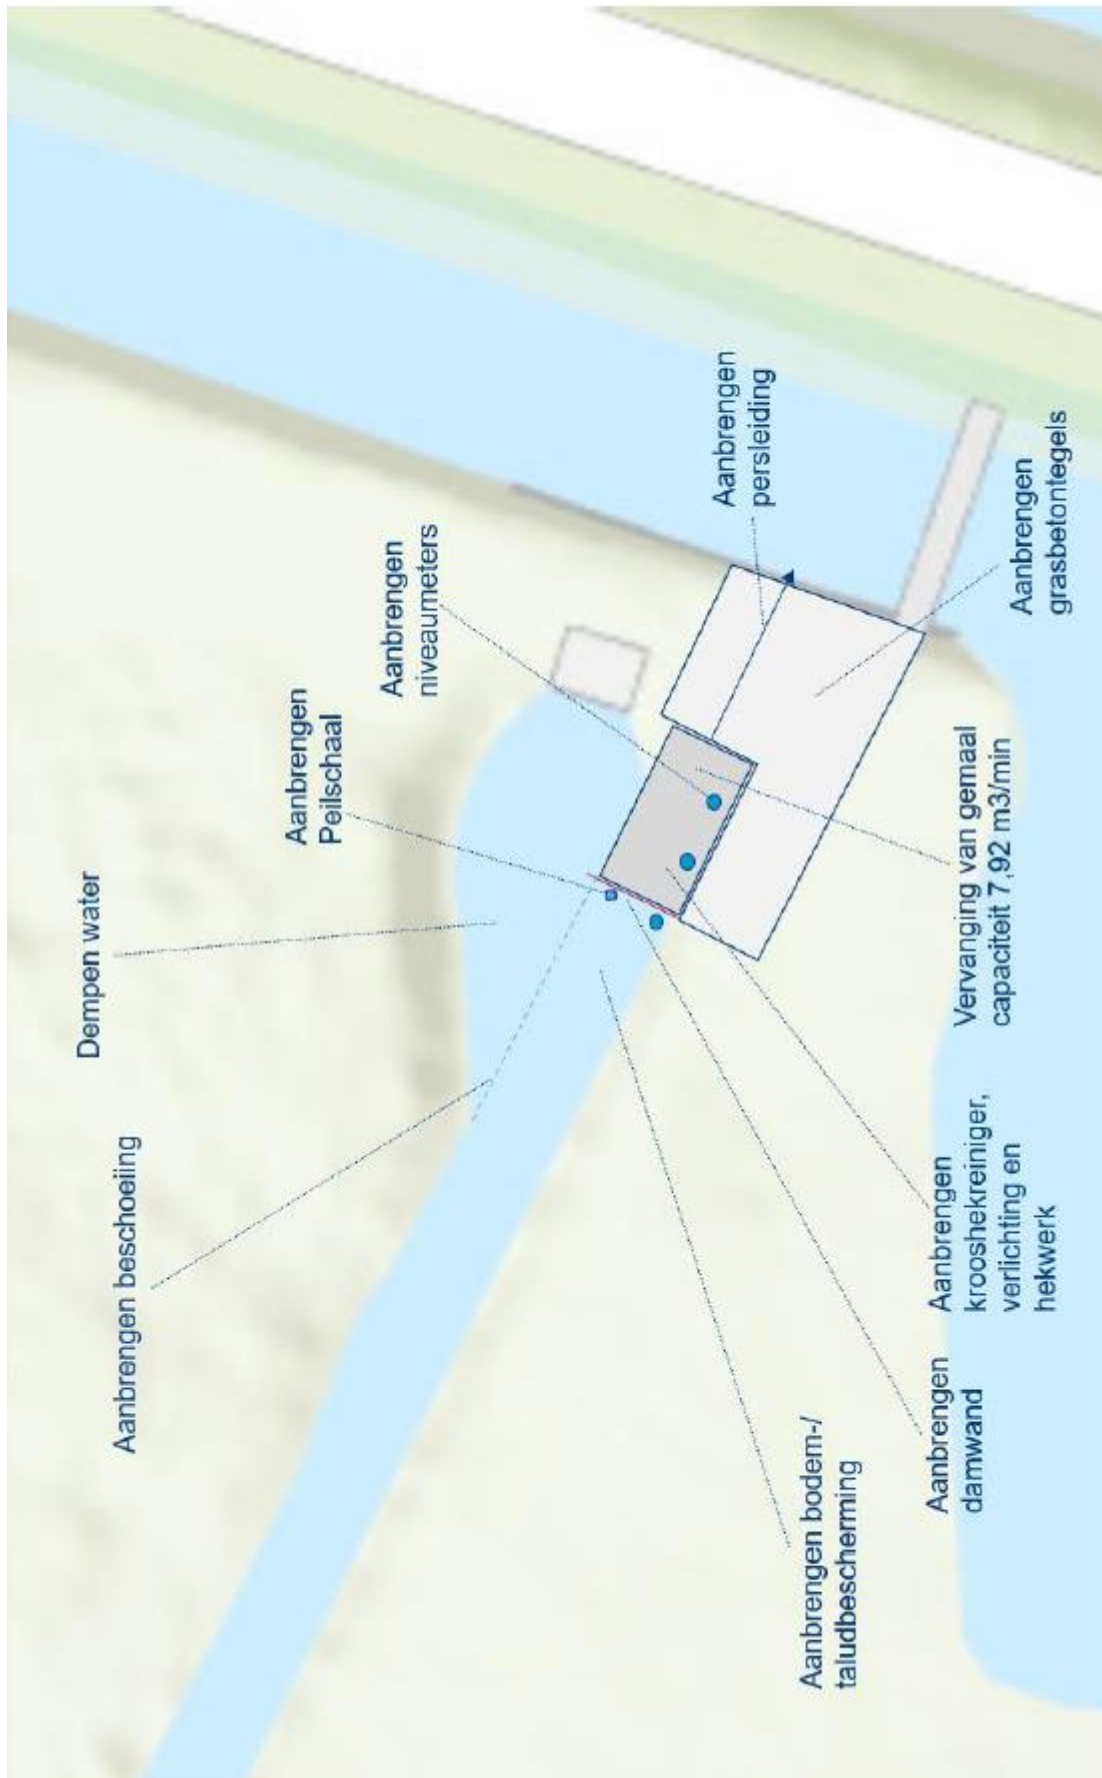 Dempen water
Aanbrengen beschoeiing
Aanbrengen
Peilschaal
Aanbrengen
niveaumeters
Aanbrengen
persleiding
Aanbrengen
grasbetontegels
Vervanging van gemaal
capaciteit 7,92 m3/min
Aanbrengen
krooshekreiniger,
verlichting en
hekwerk
Aanbrengen
damwand
Aanbrengen bodem-/
taludbescherming